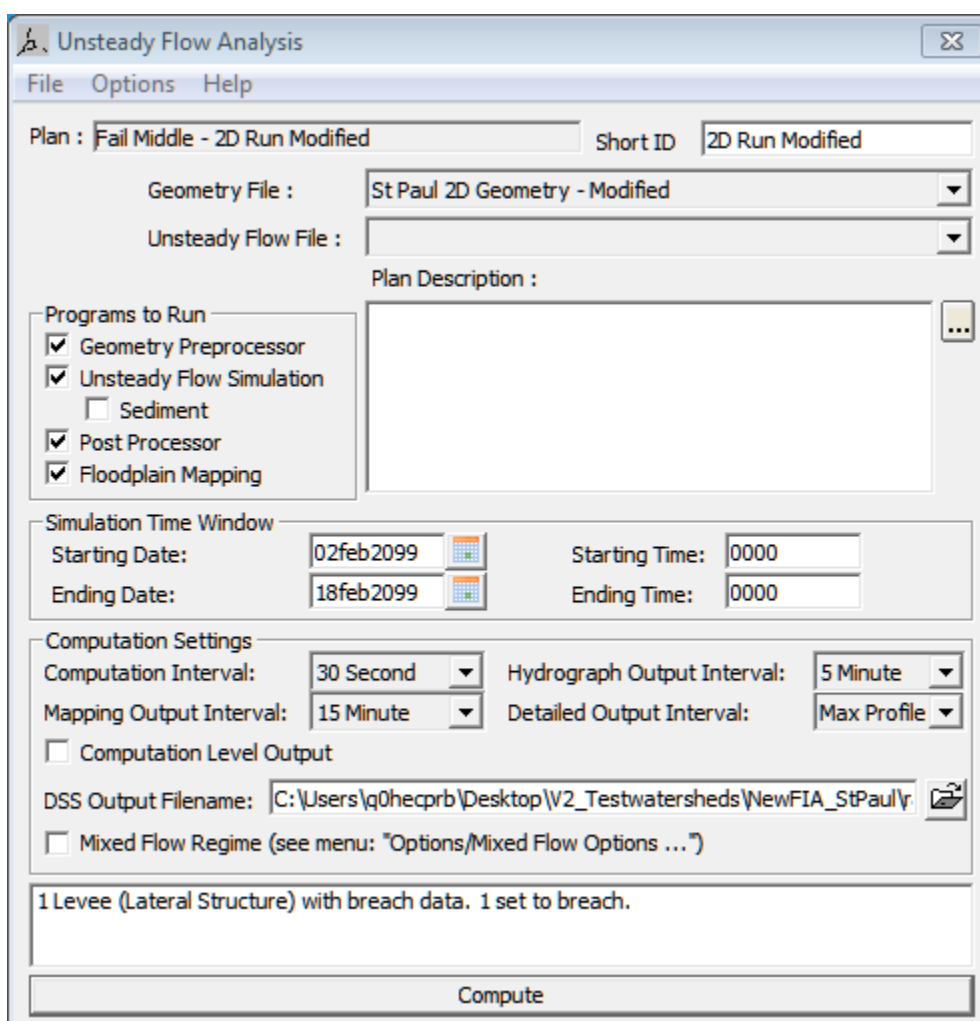 Unsteady Flow Analysis
File Options Help
Plan : Fail Middle - 2D Run Modified Short ID 2D Run Modified
Geometry File : St Paul 2D Geometry - Modified
Unsteady Flow File :
Plan Description :
Programs to Run
Geometry Preprocessor
Unsteady Flow Simulation
Sediment
Post Processor
Floodplain Mapping
...
Simulation Time Window
Starting Date: 02feb2099 Starting Time: 0000
Ending Date: 18feb2099 Ending Time: 0000
Computation Settings
Computation Interval: 30 Second Hydrograph Output Interval: 5 Minute
Mapping Output Interval: 15 Minute Detailed Output Interval: Max Profile
Computation Level Output
DSS Output Filename: C:\Users\q0hecprb\Desktop\V2_Testwatersheds\NewFIA_StPaul\r
Mixed Flow Regime (see menu: "Options/Mixed Flow Options ...")
1 Levee (Lateral Structure) with breach data. 1 set to breach.
Compute